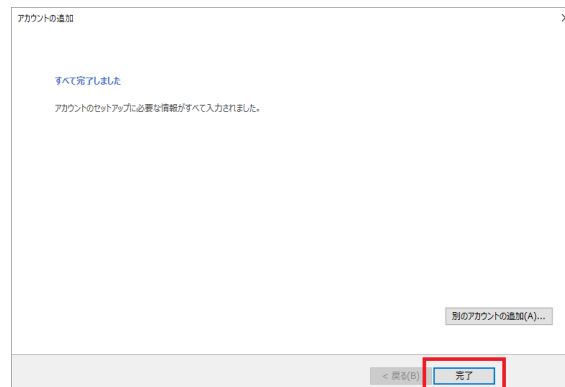 アカウントの追加
すべて完了しました
アカウントのセットアップに必要な情報がすべて入力されました。
別のアカウントの追加(A)...
< 戻る(B)
完了